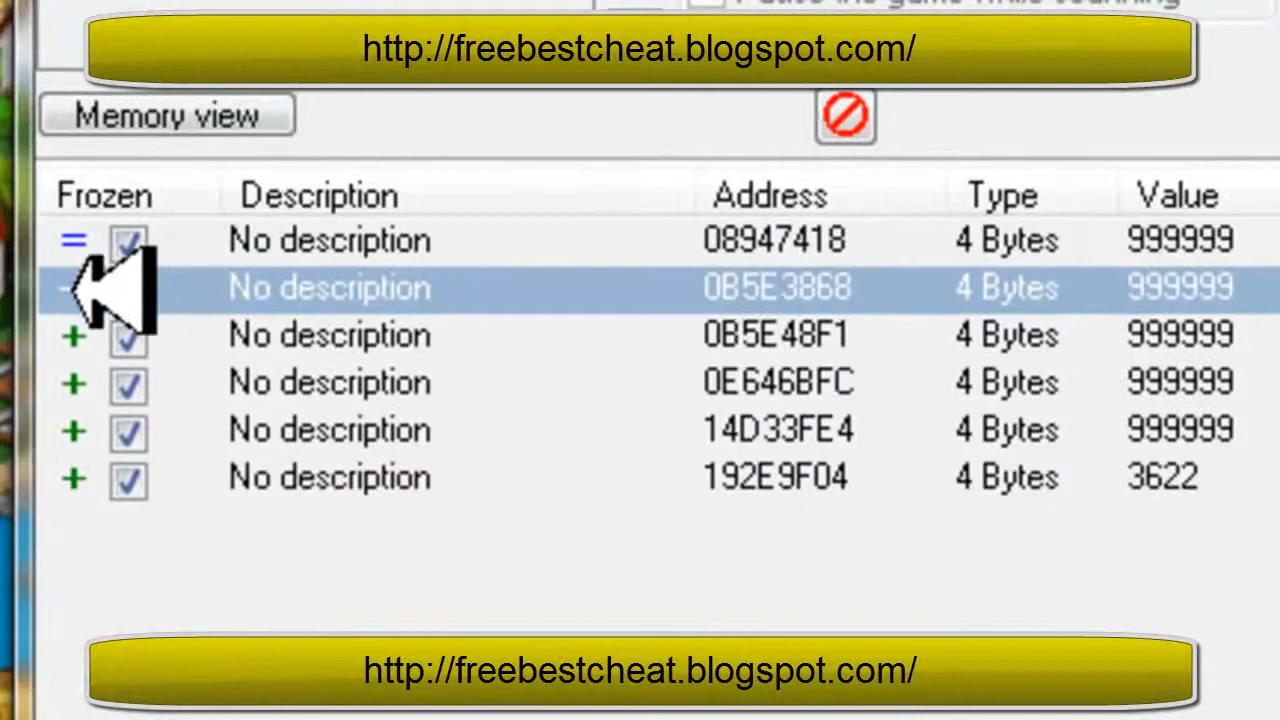 http://freebestcheat.blogspot.com/
Memory view
Frozen Description Address Type Value
= No description 08947418 4 Bytes 999999
No description 0B5E3868 4 Bytes 999999
+ No description 0B5E48F1 4 Bytes 999999
+ No description 0E646BFC 4 Bytes 999999
+ No description 14D33FE4 4 Bytes 999999
+ No description 192E9F04 4 Bytes 3622
http://freebestcheat.blogspot.com/